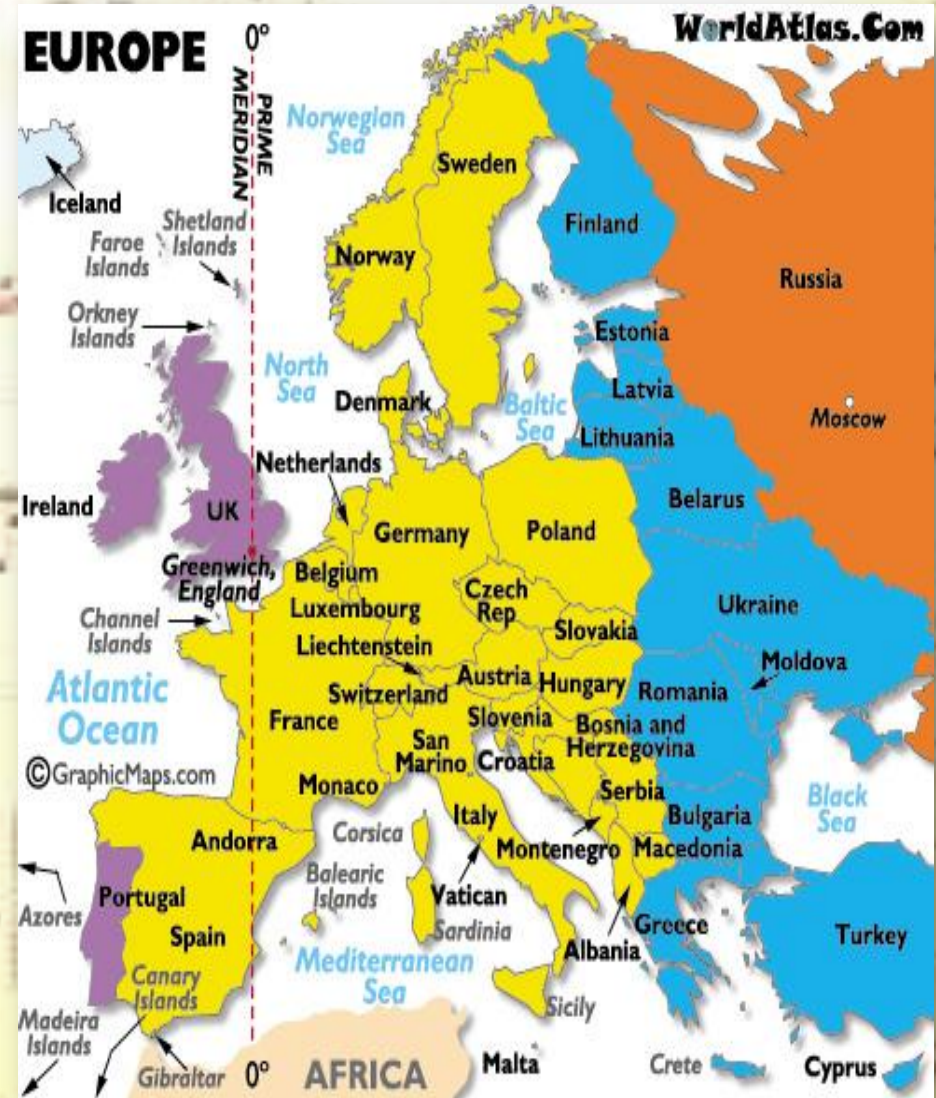 EUROPE
0°
WorldAtlas.Com
PRIME
MERIDIAN
Norwegian
Sea
Sweden
Iceland
Finland
Shetland
Islands
Faroe
Islands
Norway
Russia
Orkney
Islands
Estonia
North
Sea
Denmark
Latvia
Baltic
Sea
Moscow
Lithuania
Netherlands
Belarus
Ireland
UK
Germany
Poland
Greenwich,
England
Belgium
Czech
Rep
Luxembourg
Ukraine
Channel
Islands
Slovakia
Liechtenstein
Moldova
Austria
Hungary
Atlantic
Ocean
Switzerland
Romania
France
Slovenia
Bosnia and
Herzegovina
San
Marino
Croatia
©GraphicMaps.com
Monaco
Serbia
Black
Sea
Italy
Bulgaria
Andorra
Corsica
Montenegro
Macedonia
Balearic
Islands
Portugal
Vatican
Azores
Sardinia
Greece
Spain
Turkey
Albania
Mediterranean
Sea
Canary
Islands
Sicily
Madeira
Islands
Gibraltar
0°
AFRICA
Malta
Crete
Cyprus